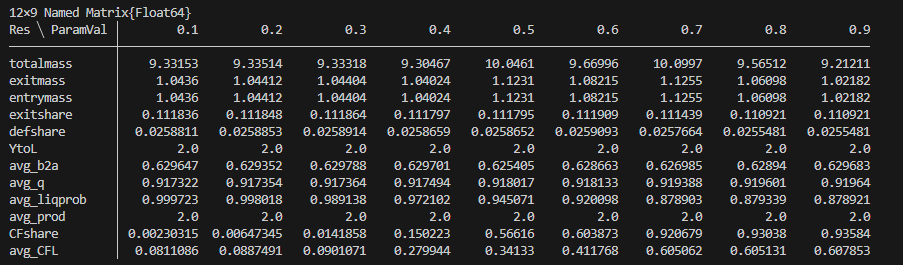 12×9 Named Matrix{Float64}
Res ╲ ParamVal │ 0.1 0.2 0.3 0.4 0.5 0.6 0.7 0.8 0.9
totalmass │ 9.33153 9.33514 9.33318 9.30467 10.0461 9.66996 10.0997 9.56512 9.21211
exitmass │ 1.0436 1.04412 1.04404 1.04024 1.1231 1.08215 1.1255 1.06098 1.02182
entrymass │ 1.0436 1.04412 1.04404 1.04024 1.1231 1.08215 1.1255 1.06098 1.02182
exitshare │ 0.111836 0.111848 0.111864 0.111797 0.111795 0.111909 0.111439 0.110921 0.110921
defshare │ 0.0258811 0.0258853 0.0258914 0.0258659 0.0258652 0.0259093 0.0257664 0.0255481 0.0255481
YtoL │ 2.0 2.0 2.0 2.0 2.0 2.0 2.0 2.0 2.0
avg_b2a │ 0.629647 0.629352 0.629788 0.629701 0.625405 0.628663 0.626985 0.62894 0.629683
avg_q │ 0.917322 0.917354 0.917364 0.917494 0.918017 0.918133 0.919388 0.919601 0.91964
avg_liqprob │ 0.999723 0.998018 0.989138 0.972102 0.945071 0.920098 0.878903 0.879339 0.878921
avg_prod │ 2.0 2.0 2.0 2.0 2.0 2.0 2.0 2.0 2.0
CFshare │ 0.00230315 0.00647345 0.0141858 0.150223 0.56616 0.603873 0.920679 0.93038 0.93584
avg_CFL │ 0.0811086 0.0887491 0.0901071 0.279944 0.34133 0.411768 0.605062 0.605131 0.607853